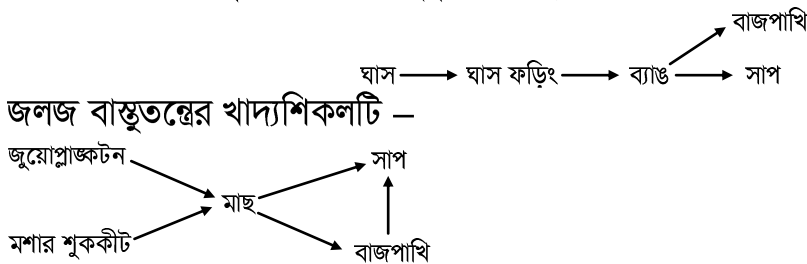 বাজপাখি
ঘাস ঘাস ফড়িং ব্যাঙ সাপ
জলজ বাস্তুতন্ত্রের খাদ্যশিকলটি –
জুয়োপ্লাঙ্কটন সাপ
মাছ
মশার শুককীট বাজপাখি